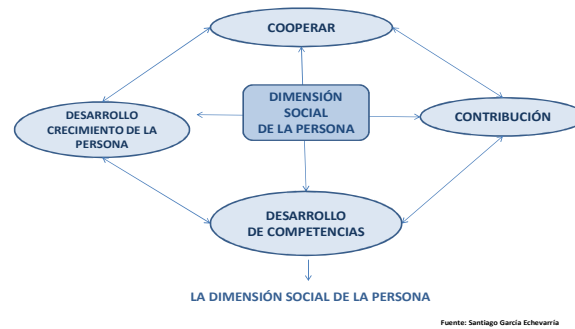 COOPERAR
DIMENSIÓN
SOCIAL
DE LA PERSONA
DESARROLLO
CRECIMIENTO DE LA
PERSONA
CONTRIBUCIÓN
DESARROLLO
DE COMPETENCIAS
LA DIMENSIÓN SOCIAL DE LA PERSONA
Fuente: Santiago García Echevarría